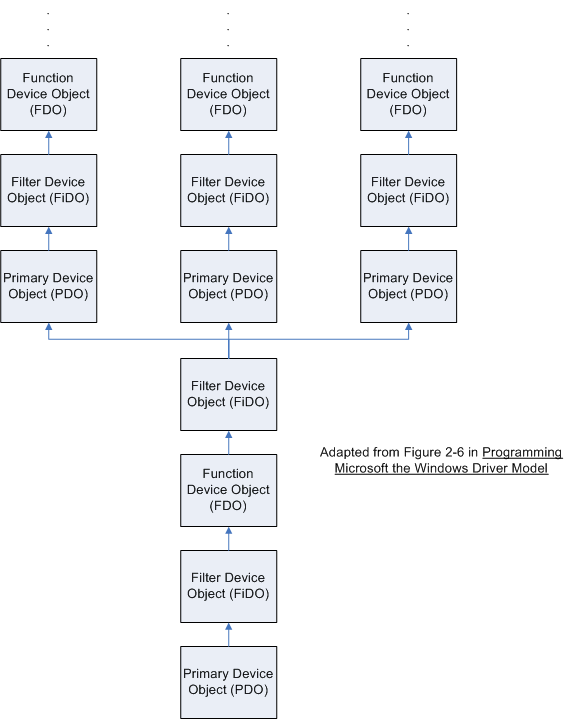 . . .
. . .
. . .
Function Function Function
Device Object Device Object Device Object
(FDO) (FDO) (FDO)
Filter Device Filter Device Filter Device
Object (FiDO) Object (FiDO) Object (FiDO)
Primary Device Primary Device Primary Device
Object (PDO) Object (PDO) Object (PDO)
Filter Device
Object (FiDO)
Adapted from Figure 2-6 in Programming
Microsoft the Windows Driver Model
Function
Device Object
(FDO)
Filter Device
Object (FiDO)
Primary Device
Object (PDO)